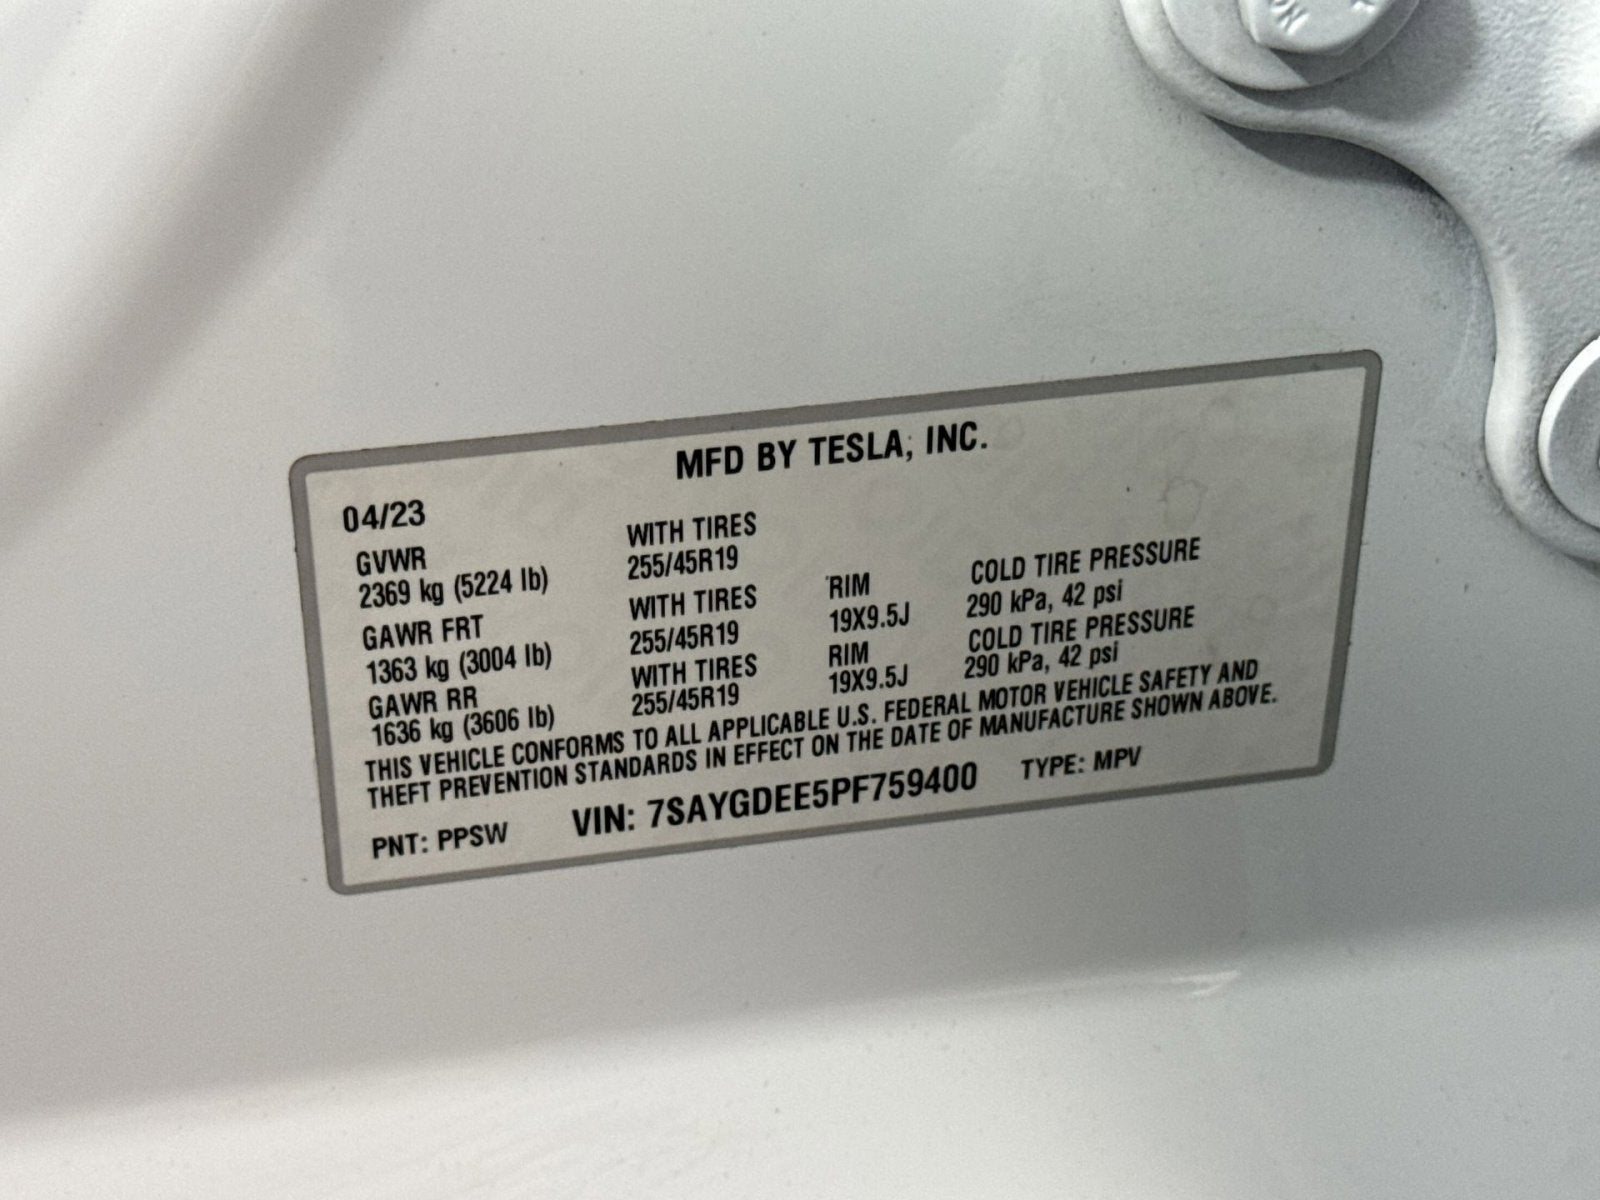 MFD BY TESLA, INC.
04/23
GVWR WITH TIRES
2369 kg (5224 lb) 255/45R19
GAWR FRT WITH TIRES RIM COLD TIRE PRESSURE
1363 kg (3004 lb) 255/45R19 19X9.5J 290 kPa, 42 psi
GAWR RR WITH TIRES RIM COLD TIRE PRESSURE
1636 kg (3606 lb) 255/45R19 19X9.5J 290 kPa, 42 psi
THIS VEHICLE CONFORMS TO ALL APPLICABLE U.S. FEDERAL MOTOR VEHICLE SAFETY AND
THEFT PREVENTION STANDARDS IN EFFECT ON THE DATE OF MANUFACTURE SHOWN ABOVE.
PNT: PPSW VIN: 7SAYGDEE5PF759400 TYPE: MPV